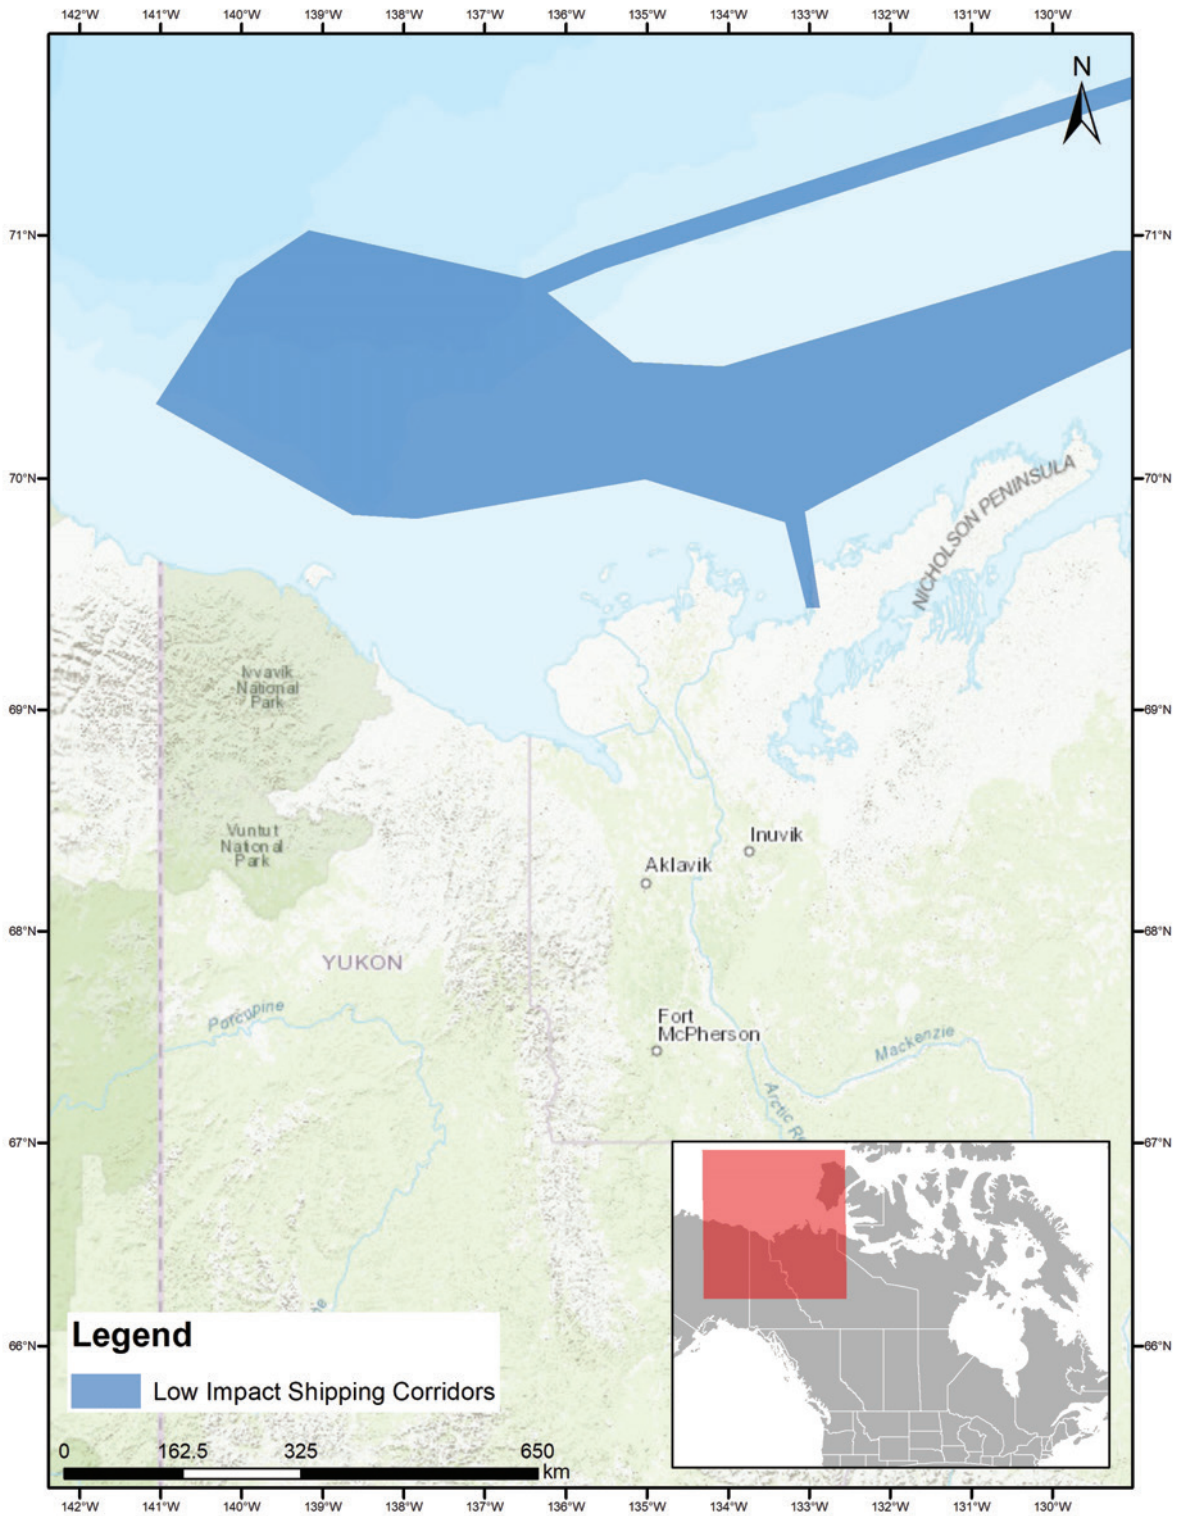 142°W 141°W 140°W 139°W 138°W 137°W 136°W 135°W 134°W 133°W 132°W 131°W 130°W
N
71°N 71°N
70°N 70°N
NICHOLSON PENINSULA
Ivvavik
National
Park
69°N 69°N
Vuntut
National
Park
Inuvik
Aklavik
68°N 68°N
YUKON
Porcupine
Fort
McPherson
Mackenzie
Arctic Re
67°N 67°N
Legend
66°N 66°N
Low Impact Shipping Corridors
0 162.5 325 650
km
142°W 141°W 140°W 139°W 138°W 137°W 136°W 135°W 134°W 133°W 132°W 131°W 130°W